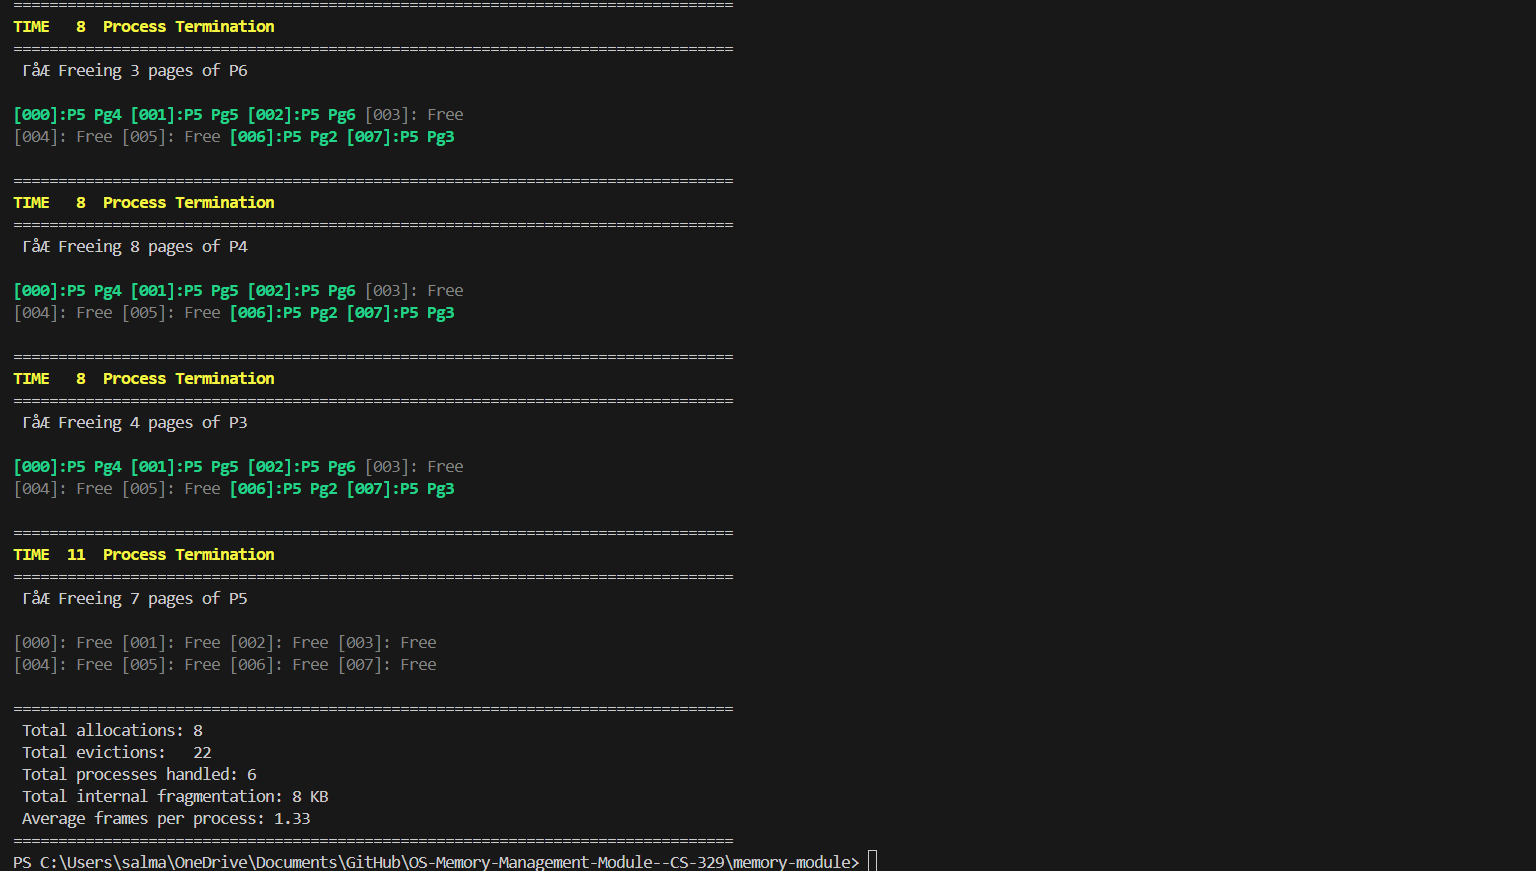 ================================================================================
TIME   8  Process Termination
================================================================================
 ΓåÆ Freeing 3 pages of P6
[000]:P5 Pg4 [001]:P5 Pg5 [002]:P5 Pg6 [003]: Free
[004]: Free [005]: Free [006]:P5 Pg2 [007]:P5 Pg3
================================================================================
TIME   8  Process Termination
================================================================================
 ΓåÆ Freeing 8 pages of P4
[000]:P5 Pg4 [001]:P5 Pg5 [002]:P5 Pg6 [003]: Free
[004]: Free [005]: Free [006]:P5 Pg2 [007]:P5 Pg3
================================================================================
TIME   8  Process Termination
================================================================================
 ΓåÆ Freeing 4 pages of P3
[000]:P5 Pg4 [001]:P5 Pg5 [002]:P5 Pg6 [003]: Free
[004]: Free [005]: Free [006]:P5 Pg2 [007]:P5 Pg3
================================================================================
TIME  11  Process Termination
================================================================================
 ΓåÆ Freeing 7 pages of P5
[000]: Free [001]: Free [002]: Free [003]: Free
[004]: Free [005]: Free [006]: Free [007]: Free
================================================================================
 Total allocations: 8
 Total evictions:   22
 Total processes handled: 6
 Total internal fragmentation: 8 KB
 Average frames per process: 1.33
================================================================================
PS C:\Users\salma\OneDrive\Documents\GitHub\OS-Memory-Management-Module--CS-329\memory-module>